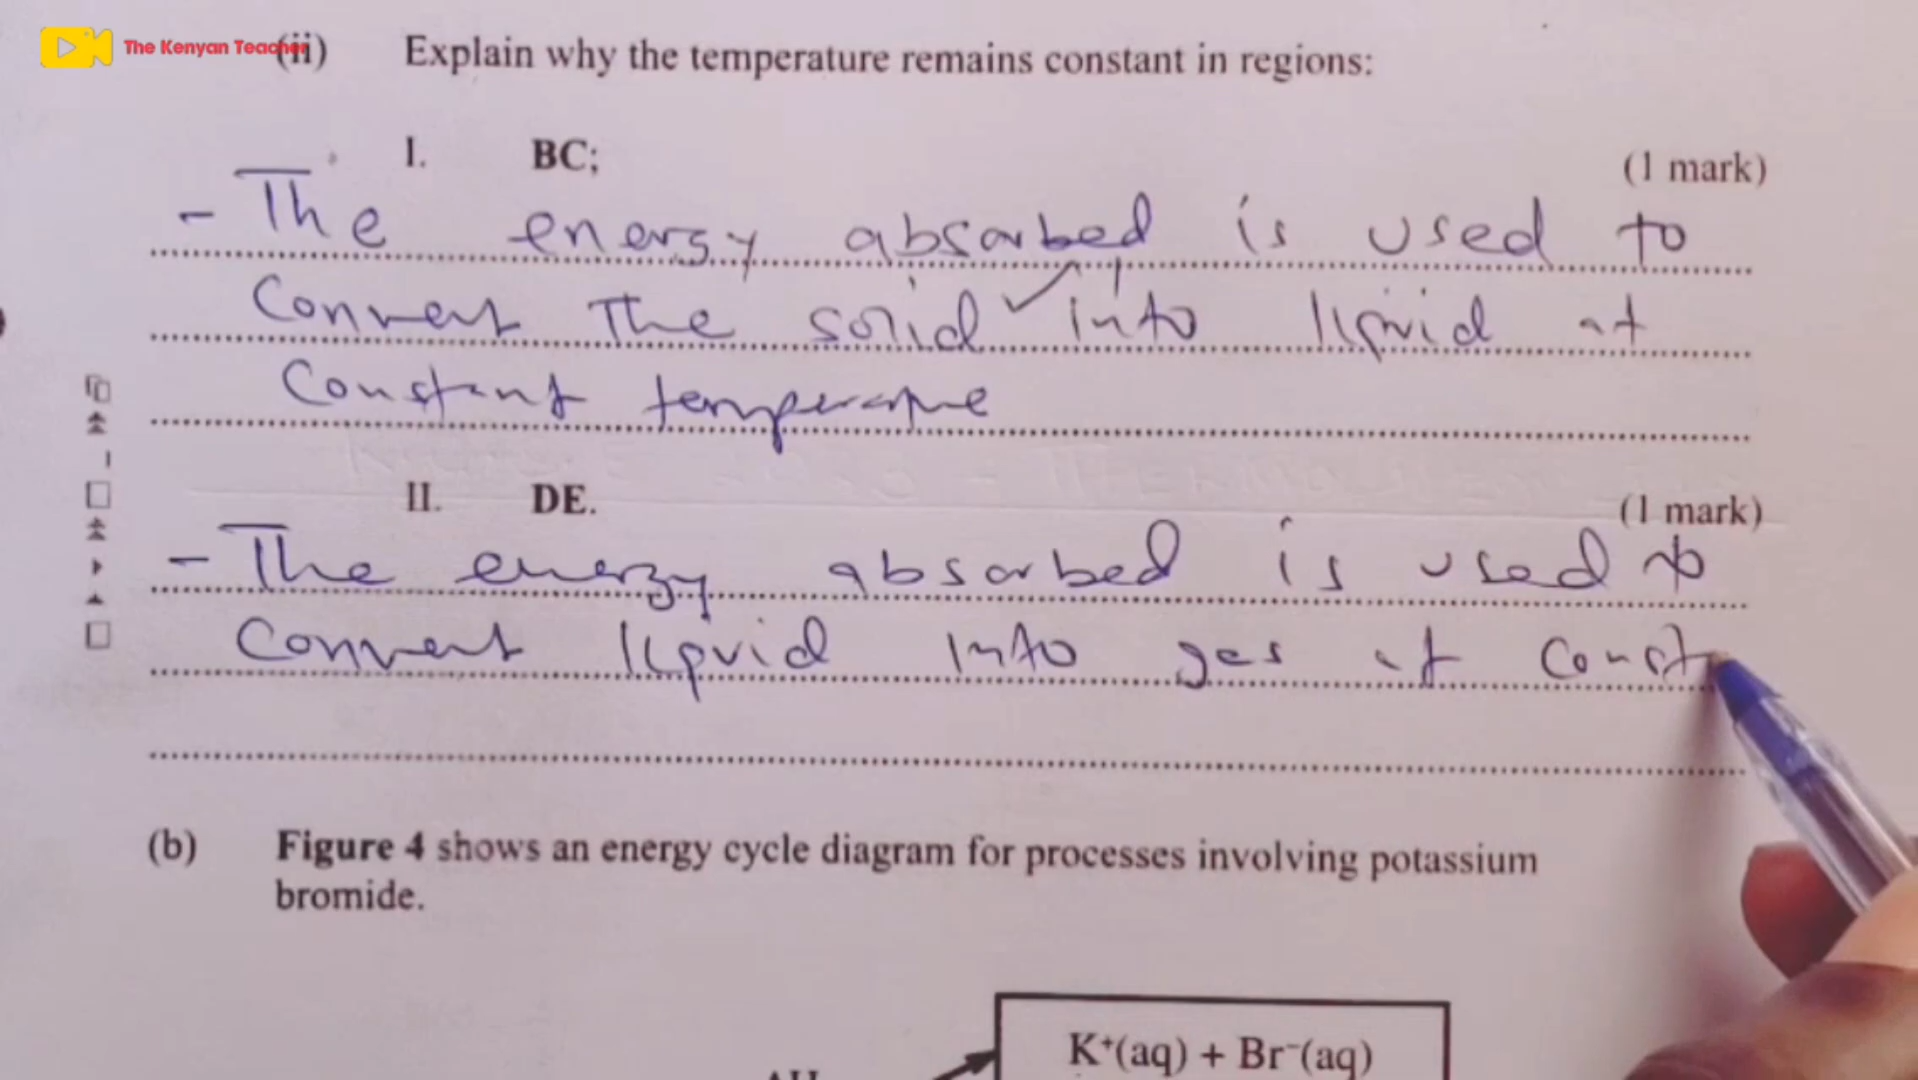 The Kenyan Teacher
(ii) Explain why the temperature remains constant in regions:
I. BC; (1 mark)
- The energy absorbed is used to
Convert the solid into liquid at
Constant temperature
II. DE. (1 mark)
- The energy absorbed is used to
Convert liquid into gas at Const
(b) Figure 4 shows an energy cycle diagram for processes involving potassium
bromide.
K⁺(aq) + Br⁻(aq)